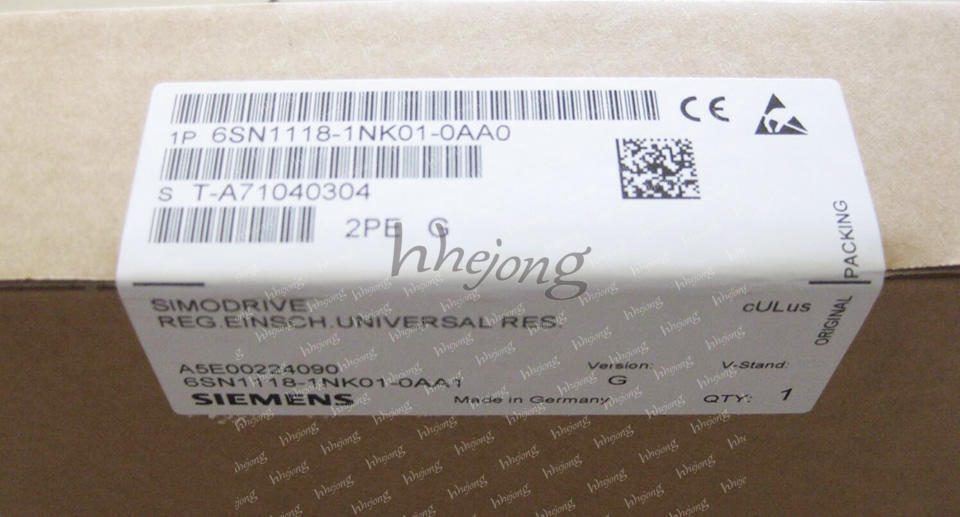 1P 6SN1118-1NK01-0AA0
S T-A71040304
2PE G
hhejong
SIMODRIVE
REG.EINSCH.UNIVERSAL RES.
cULus
ORIGINAL PACKING
A5E00224090
6SN1118-1NK01-0AA1
Version: V-Stand:
G
SIEMENS Made in Germany QTY: 1